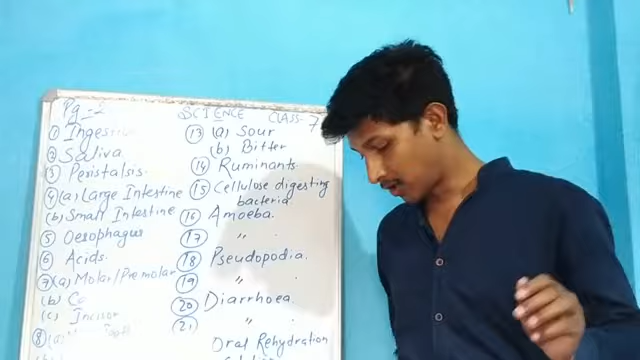 Pg-2
SCIENCE
CLASS-7
① Ingestion
② Saliva
③ Peristalsis.
④ (a) Large Intestine
(b) Small Intestine
⑤ Oesophagus
⑥ Acids.
⑦ (a) Molar/Premolar
(b)
(c) Incisor
⑧ (a)
⑬ (a) Sour
(b) Bitter
⑭ Ruminants.
⑮ Cellulose digesting
bacteria
⑯ Amoeba.
⑰ "
⑱ Pseudopodia.
⑲ "
⑳ Diarrhoea
㉑ "
Oral Rehydration